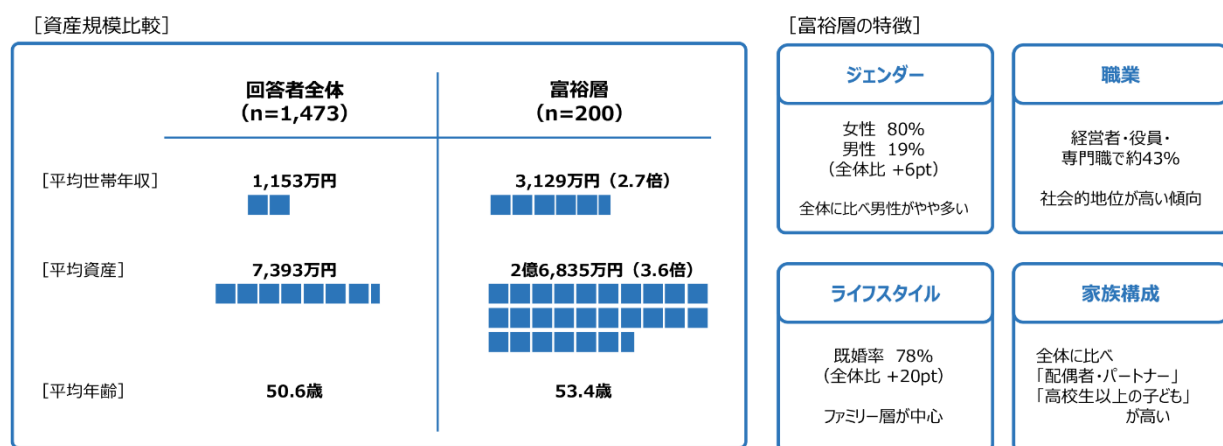 ［資産規模比較］
回答者全体
（n=1,473）
富裕層
（n=200）
［平均世帯年収］
1,153万円
3,129万円（2.7倍）
［平均資産］
7,393万円
2億6,835万円（3.6倍）
［平均年齢］
50.6歳
53.4歳
［富裕層の特徴］
ジェンダー
女性 80%
男性 19%
（全体比 +6pt）
全体に比べ男性がやや多い
職業
経営者・役員・
専門職で約43%
社会的地位が高い傾向
ライフスタイル
既婚率 78%
（全体比 +20pt）
ファミリー層が中心
家族構成
全体に比べ
「配偶者・パートナー」
「高校生以上の子ども」
が高い